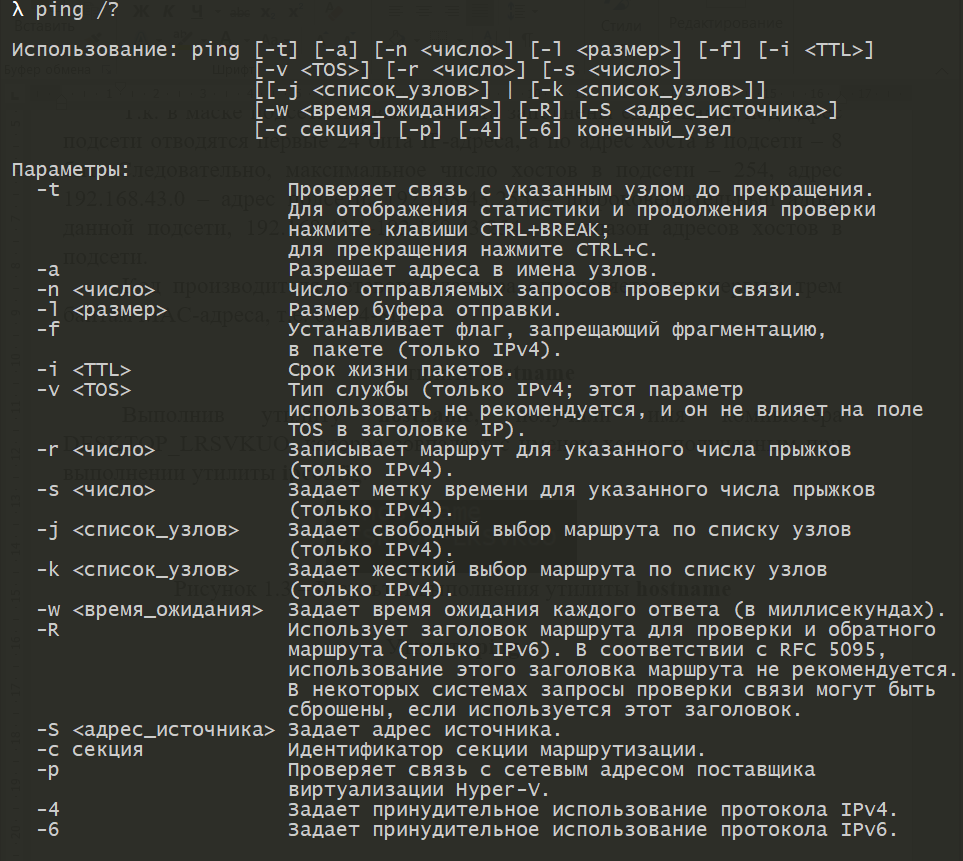 λ ping /?
Использование: ping [-t] [-a] [-n <число>] [-l <размер>] [-f] [-i <TTL>]
[-v <TOS>] [-r <число>] [-s <число>]
[[-j <список_узлов>] | [-k <список_узлов>]]
[-w <время_ожидания>] [-R] [-S <адрес_источника>]
[-c секция] [-p] [-4] [-6] конечный_узел
Параметры:
-t Проверяет связь с указанным узлом до прекращения.
Для отображения статистики и продолжения проверки
нажмите клавиши CTRL+BREAK;
для прекращения нажмите CTRL+C.
-a Разрешает адреса в имена узлов.
-n <число> Число отправляемых запросов проверки связи.
-l <размер> Размер буфера отправки.
-f Устанавливает флаг, запрещающий фрагментацию,
в пакете (только IPv4).
-i <TTL> Срок жизни пакетов.
-v <TOS> Тип службы (только IPv4; этот параметр
использовать не рекомендуется, и он не влияет на поле
TOS в заголовке IP).
-r <число> Записывает маршрут для указанного числа прыжков
(только IPv4).
-s <число> Задает метку времени для указанного числа прыжков
(только IPv4).
-j <список_узлов> Задает свободный выбор маршрута по списку узлов
(только IPv4).
-k <список_узлов> Задает жесткий выбор маршрута по списку узлов
(только IPv4).
-w <время_ожидания> Задает время ожидания каждого ответа (в миллисекундах).
-R Использует заголовок маршрута для проверки и обратного
маршрута (только IPv6). В соответствии с RFC 5095,
использование этого заголовка маршрута не рекомендуется.
В некоторых системах запросы проверки связи могут быть
сброшены, если используется этот заголовок.
-S <адрес_источника> Задает адрес источника.
-c секция Идентификатор секции маршрутизации.
-p Проверяет связь с сетевым адресом поставщика
виртуализации Hyper-V.
-4 Задает принудительное использование протокола IPv4.
-6 Задает принудительное использование протокола IPv6.